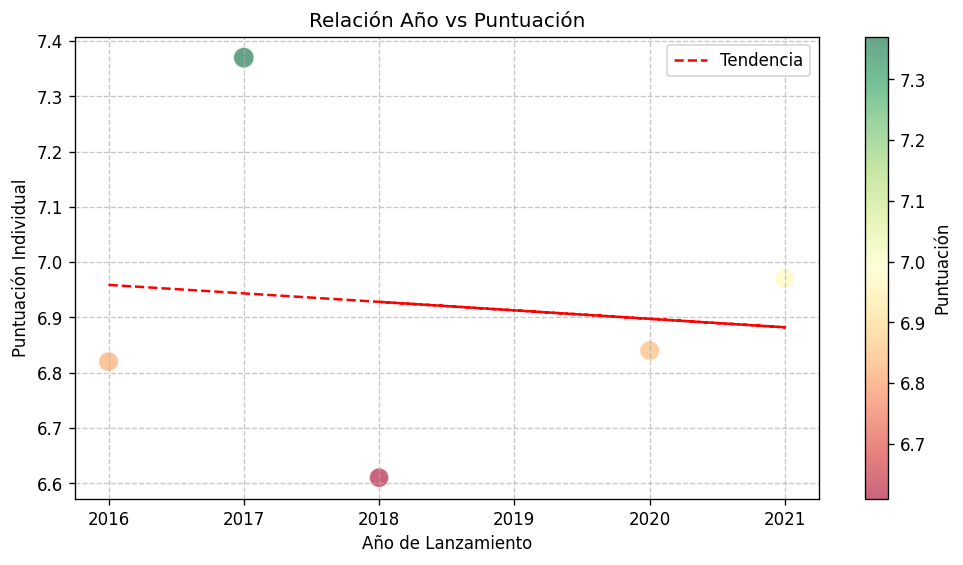 Relación Año vs Puntuación
Puntuación Individual
7.4
7.3
7.2
7.1
7.0
6.9
6.8
6.7
6.6
Tendencia
2016 2017 2018 2019 2020 2021
Año de Lanzamiento
7.3
7.2
7.1
7.0
6.9
6.8
6.7
Puntuación